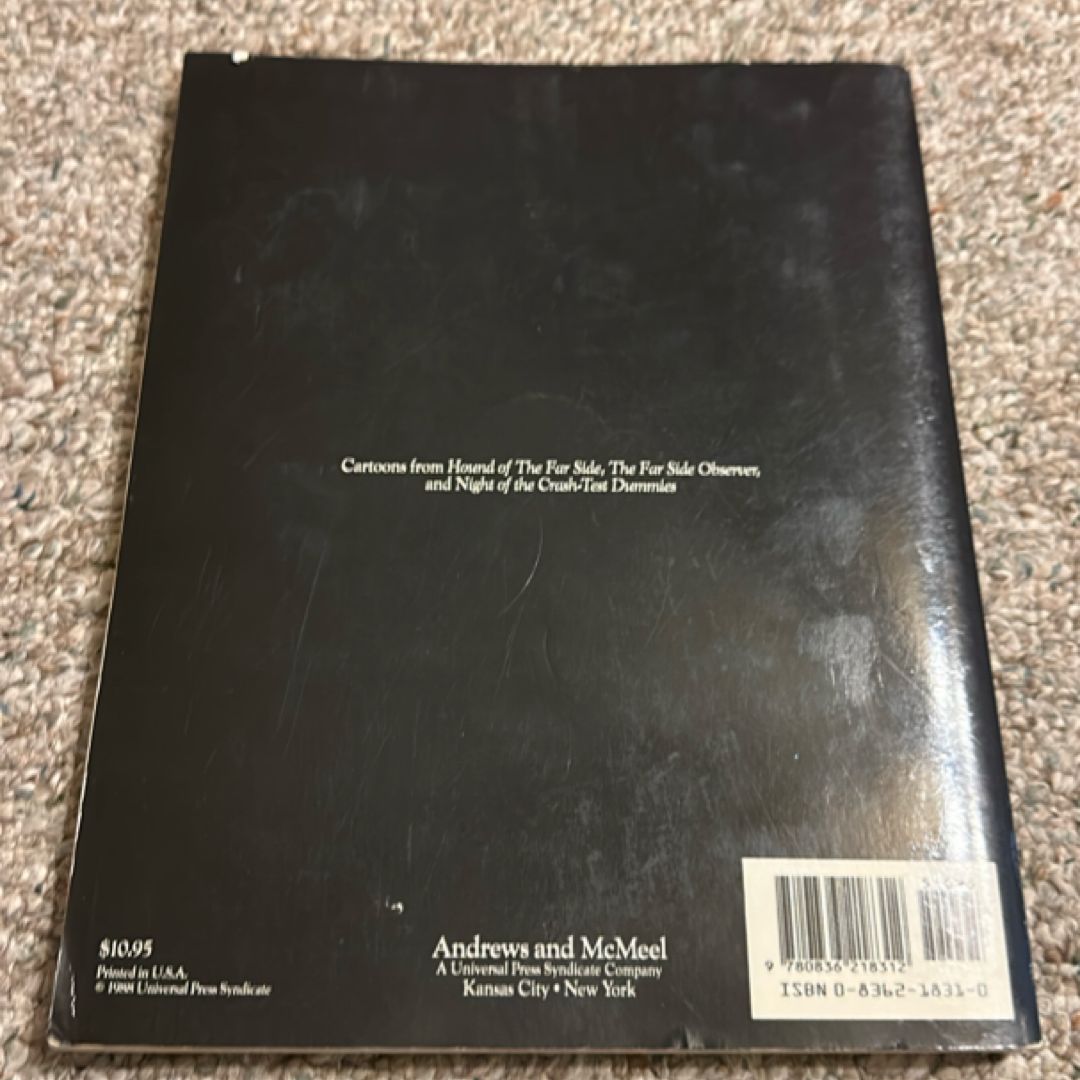 Cartoons from Hound of The Far Side, The Far Side Observer,
and Night of the Crash-Test Dummies
$10.95
Printed in U.S.A.
© 1988 Universal Press Syndicate
Andrews and McMeel
A Universal Press Syndicate Company
Kansas City • New York
9 780836 218312
ISBN 0-8362-1831-0